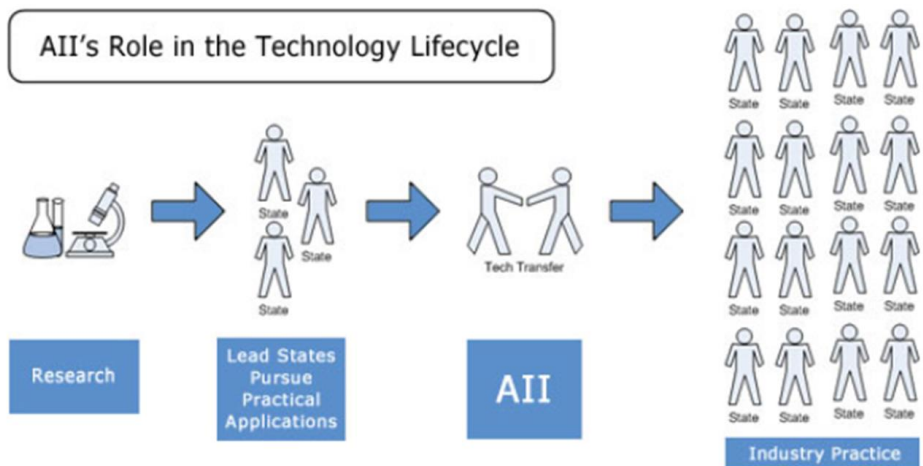 AII's Role in the Technology Lifecycle
State
State
State
Tech Transfer
State State State State
State State State State
State State State State
State State State State
Research
Lead States
Pursue
Practical
Applications
AII
Industry Practice